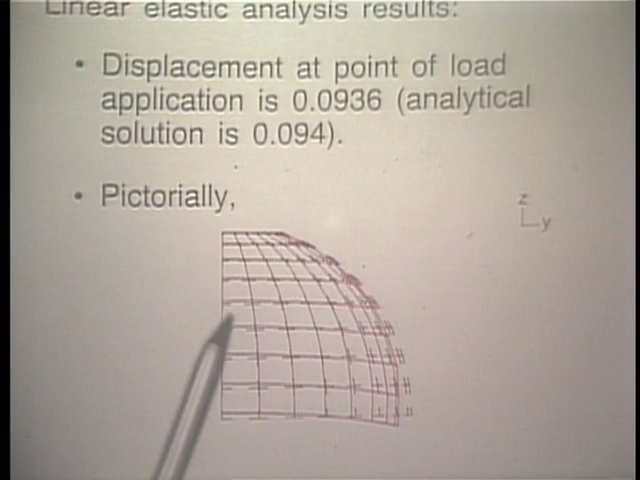 Linear elastic analysis results:
• Displacement at point of load
application is 0.0936 (analytical
solution is 0.094).
• Pictorially,
z
y